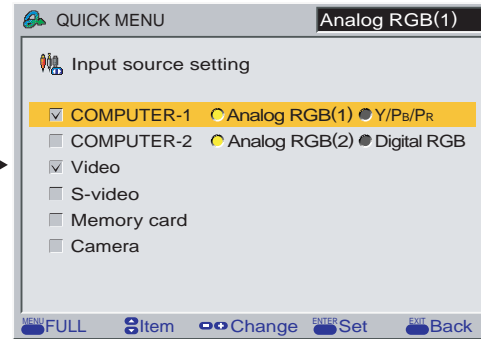 QUICK MENU Analog RGB(1)
Input source setting
COMPUTER-1 Analog RGB(1) Y/PB/PR
COMPUTER-2 Analog RGB(2) Digital RGB
Video
S-video
Memory card
Camera
MENU FULL Item Change ENTER Set EXIT Back